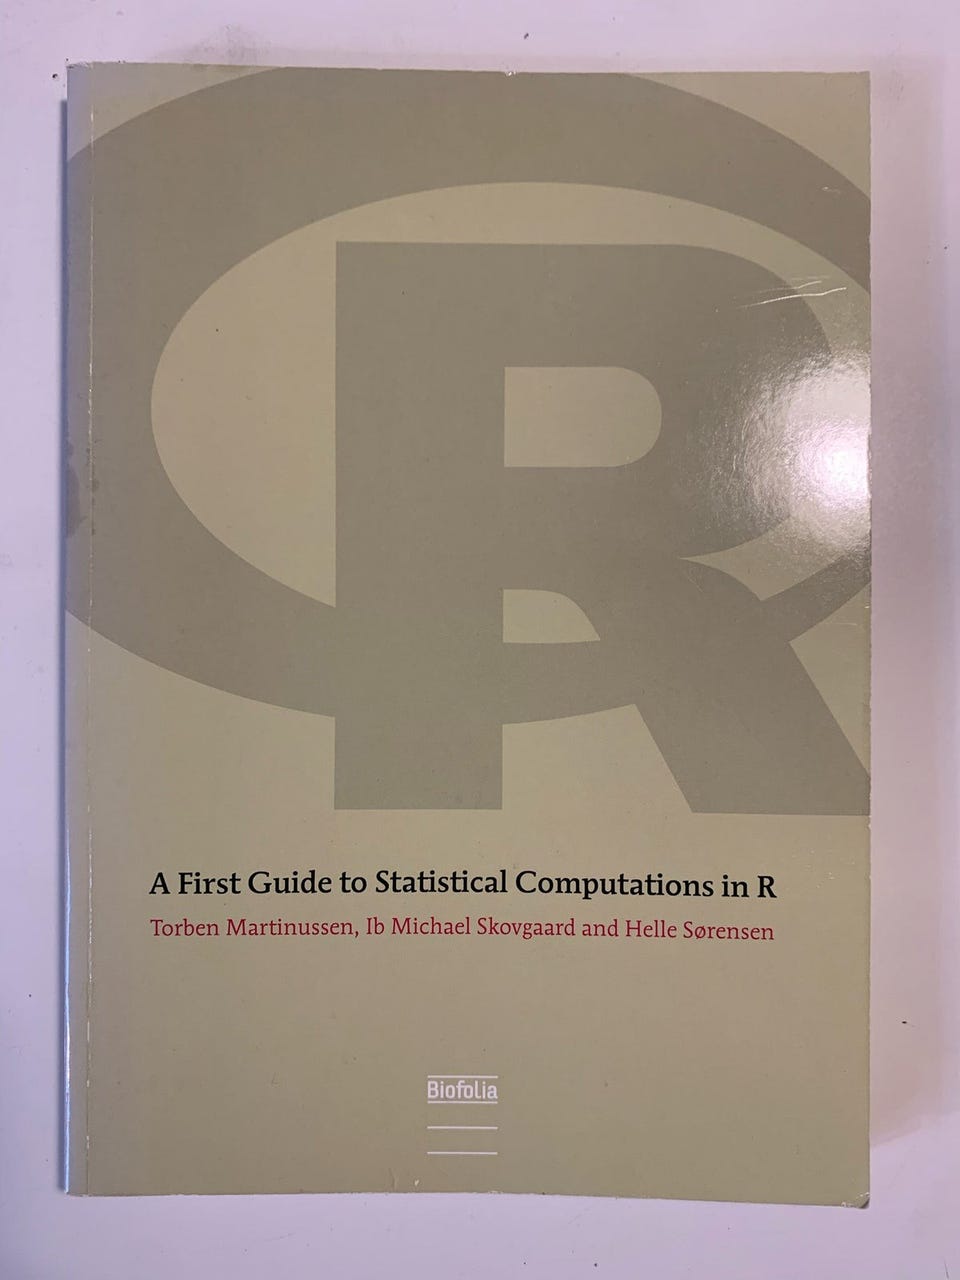 R
A First Guide to Statistical Computations in R
Torben Martinussen, Ib Michael Skovgaard and Helle Sørensen
Biofolia